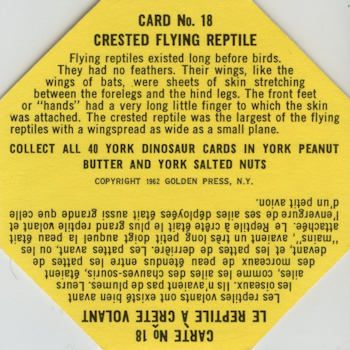 CARD No. 18
CRESTED FLYING REPTILE
Flying reptiles existed long before birds.
They had no feathers. Their wings, like the
wings of bats, were sheets of skin stretching
between the forelegs and the hind legs. The front feet
or “hands” had a very long little finger to which the skin
was attached. The crested reptile was the largest of the flying
reptiles with a wingspread as wide as a small plane.
COLLECT ALL 40 YORK DINOSAUR CARDS IN YORK PEANUT
BUTTER AND YORK SALTED NUTS
COPYRIGHT 1962 GOLDEN PRESS, N.Y.
CARTE No 18
LE REPTILE À CRÊTE VOLANT
Les reptiles volants ont existé bien avant
les oiseaux. Ils n'avaient pas de plumes. Leurs
ailes, comme les ailes des chauves-souris, étaient
des morceaux de peau étendus entre les pattes de
devant, et les pattes de derrière. Les pattes avant, ou les
“mains”, avaient un très long petit doigt auquel la peau était
attachée. Le Reptile à crête était le plus grand reptile volant et
l'envergure de ses ailes déployées était aussi grande que celle
d'un petit avion.